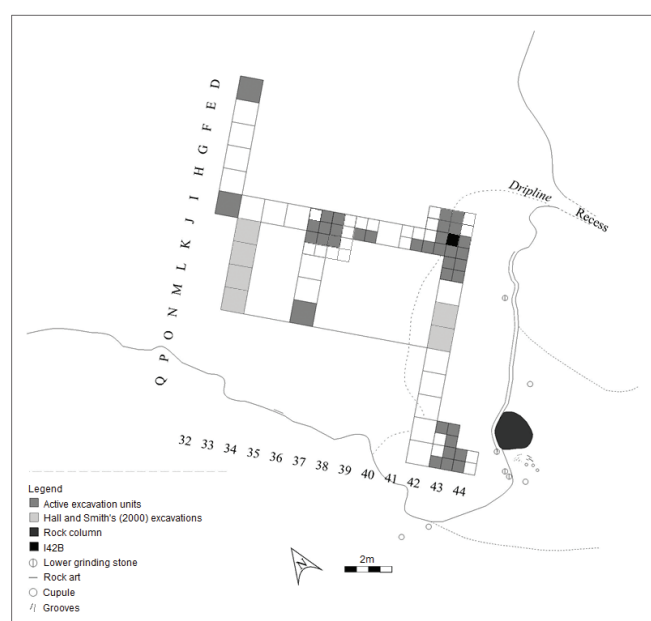 D
E
F
G
H
I
J
K
L
M
N
O
P
Q
Dripline
Recess
32 33 34 35 36 37 38 39 40 41 42 43 44
Legend
Active excavation units
Hall and Smith's (2000) excavations
Rock column
I42B
Lower grinding stone
Rock art
Cupule
Grooves
N
2m